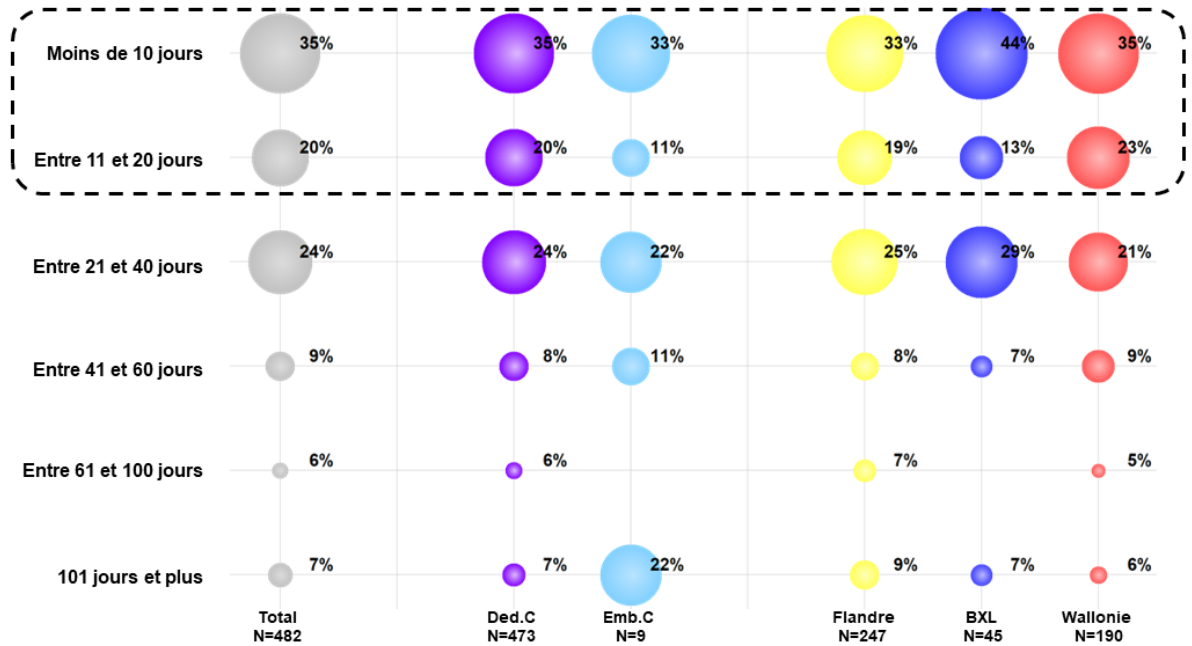 Moins de 10 jours 35% 35% 33% 33% 44% 35%
Entre 11 et 20 jours 20% 20% 11% 19% 13% 23%
Entre 21 et 40 jours 24% 24% 22% 25% 29% 21%
Entre 41 et 60 jours 9% 8% 11% 8% 7% 9%
Entre 61 et 100 jours 6% 6% 7% 5%
101 jours et plus 7% 7% 22% 9% 7% 6%
Total Ded.C Emb.C Flandre BXL Wallonie
N=482 N=473 N=9 N=247 N=45 N=190